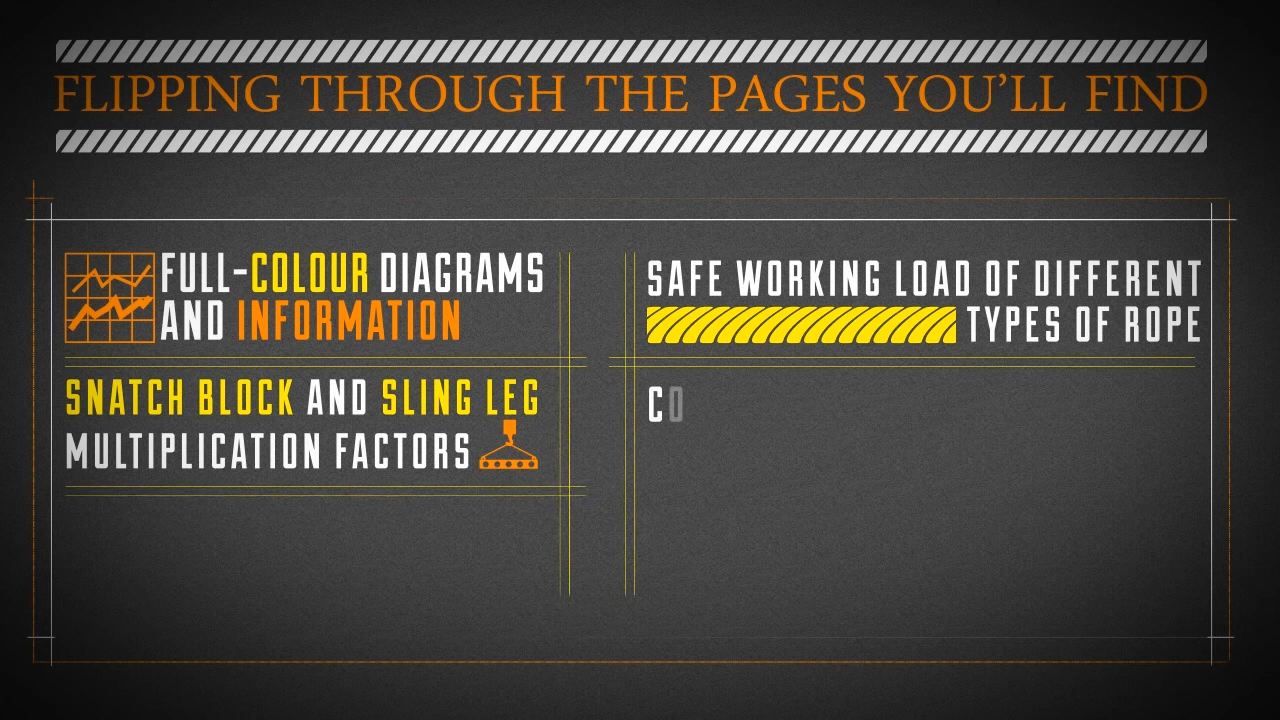 FLIPPING THROUGH THE PAGES YOU'LL FIND
FULL-COLOUR DIAGRAMS
AND INFORMATION
SNATCH BLOCK AND SLING LEG
MULTIPLICATION FACTORS
SAFE WORKING LOAD OF DIFFERENT
TYPES OF ROPE
CO